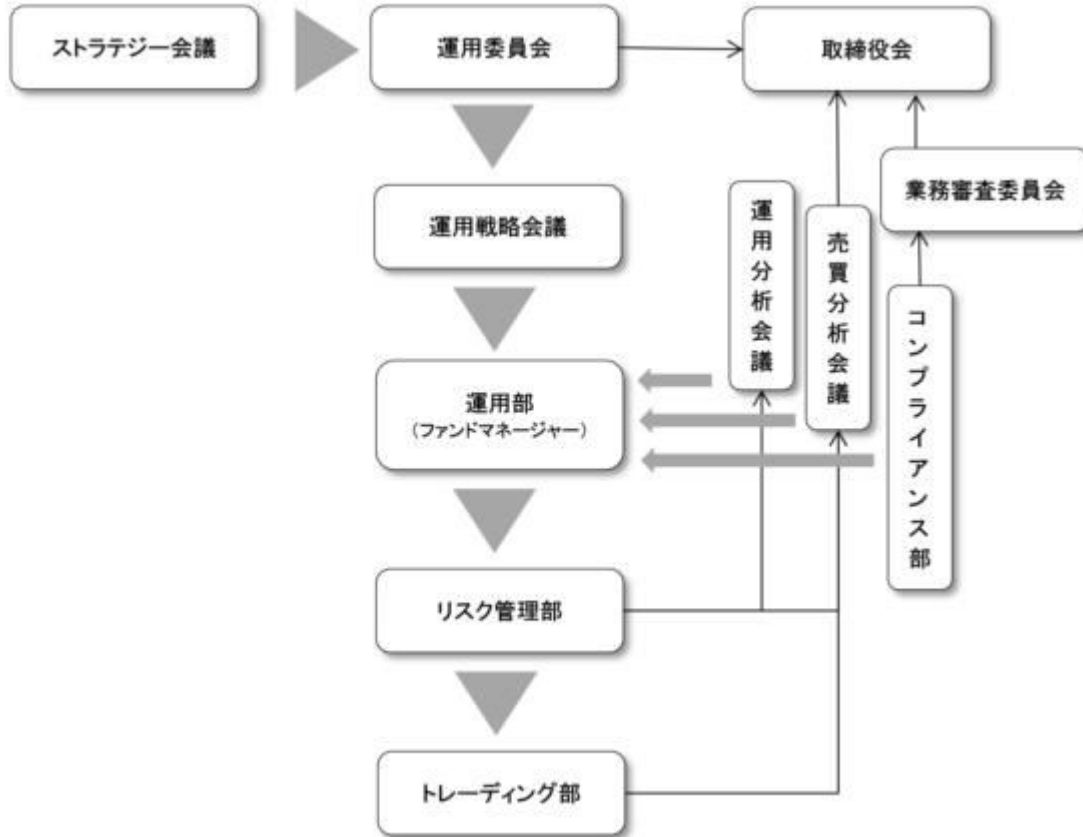 ストラテジー会議
運用委員会
取締役会
業務審査委員会
運用戦略会議
運用分析会議
売買分析会議
コンプライアンス部
運用部
(ファンドマネージャー)
リスク管理部
トレーディング部